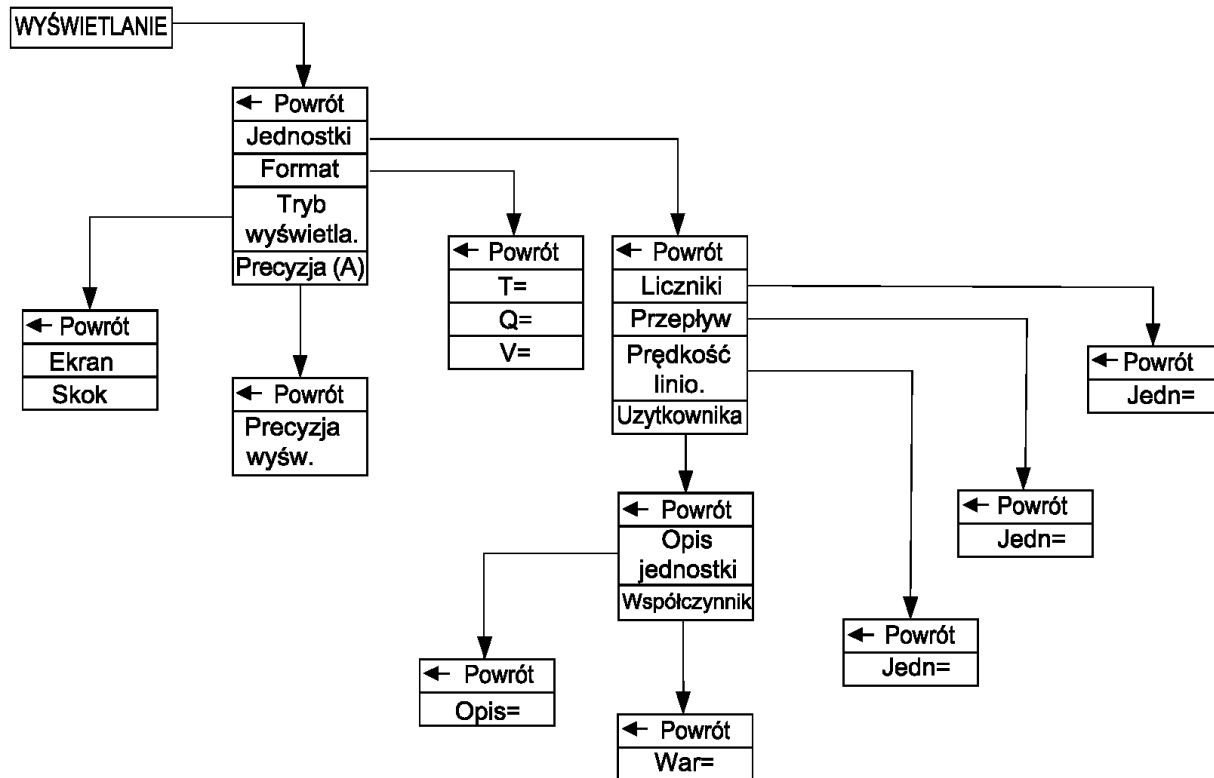 WYŚWIETLANIE
← Powrót
Jednostki
Format
Tryb
wyświetla.
Precyzja (A)
← Powrót
Ekran
Skok
← Powrót
Precyzja
wyśw.
← Powrót
T=
Q=
V=
← Powrót
Liczniki
Przepływ
Prędkość
linio.
Uzytkownika
← Powrót
Jedn=
← Powrót
Jedn=
← Powrót
Jedn=
← Powrót
Opis
jednostki
Współczynnik
← Powrót
Opis=
← Powrót
War=